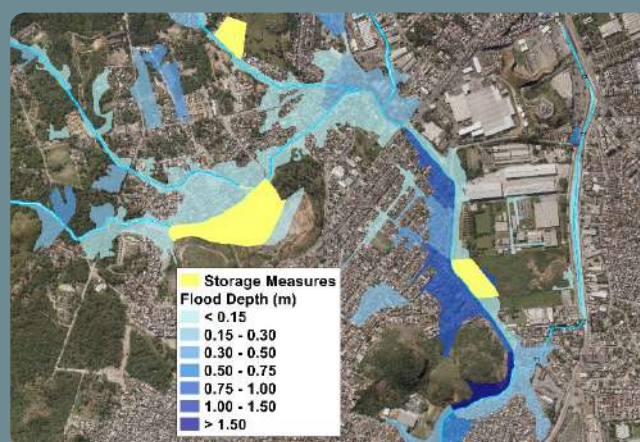 Storage Measures
Flood Depth (m)
< 0.15
0.15 - 0.30
0.30 - 0.50
0.50 - 0.75
0.75 - 1.00
1.00 - 1.50
> 1.50